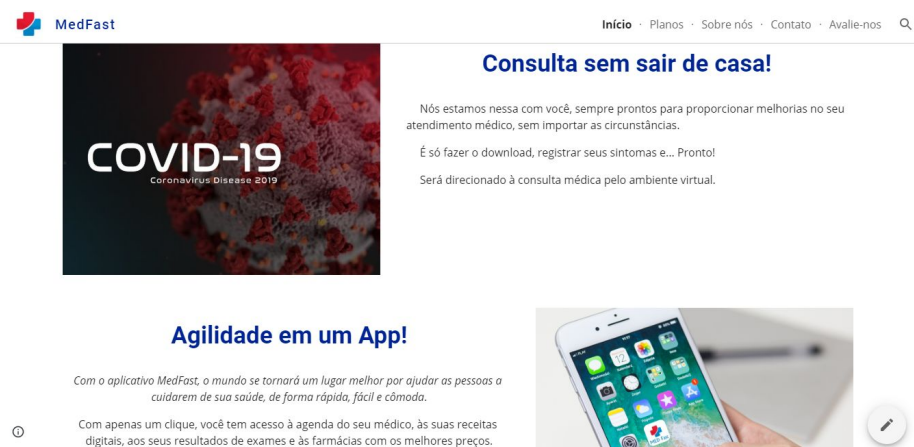 MedFast
Início · Planos · Sobre nós · Contato · Avalie-nos
COVID-19
Coronavirus Disease 2019
Consulta sem sair de casa!
Nós estamos nessa com você, sempre prontos para proporcionar melhorias no seu
atendimento médico, sem importar as circunstâncias.
É só fazer o download, registrar seus sintomas e... Pronto!
Será direcionado à consulta médica pelo ambiente virtual.
Agilidade em um App!
Com o aplicativo MedFast, o mundo se tornará um lugar melhor por ajudar as pessoas a
cuidarem de sua saúde, de forma rápida, fácil e cômoda.
Com apenas um clique, você tem acesso à agenda do seu médico, às suas receitas
digitais, aos seus resultados de exames e às farmácias com os melhores preços.